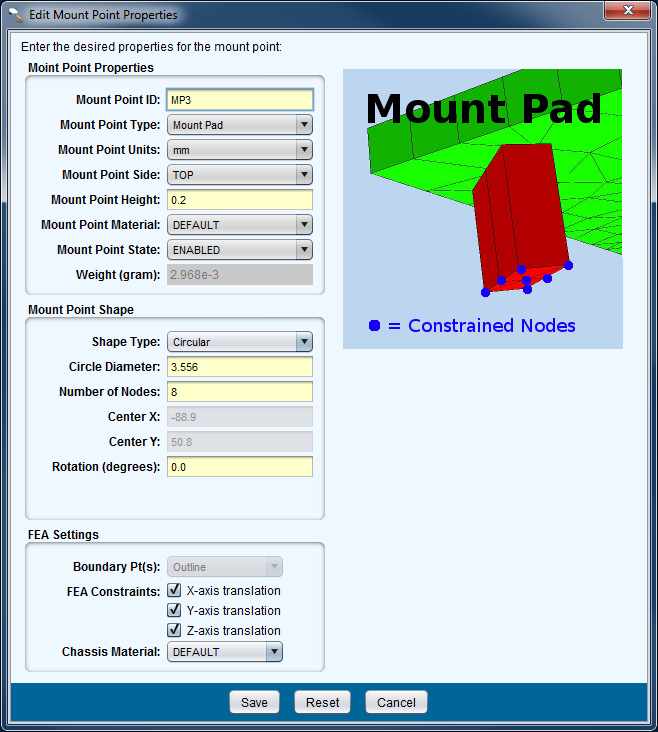 Edit Mount Point Properties
Enter the desired properties for the mount point:
Moint Point Properties
Mount Point ID: MP3
Mount Point Type: Mount Pad
Mount Point Units: mm
Mount Point Side: TOP
Mount Point Height: 0.2
Mount Point Material: DEFAULT
Mount Point State: ENABLED
Weight (gram): 2.968e-3
Mount Pad
= Constrained Nodes
Mount Point Shape
Shape Type: Circular
Circle Diameter: 3.556
Number of Nodes: 8
Center X: -88.9
Center Y: 50.8
Rotation (degrees): 0.0
FEA Settings
Boundary Pt(s): Outline
FEA Constraints: X-axis translation
Y-axis translation
Z-axis translation
Chassis Material: DEFAULT
Save Reset Cancel